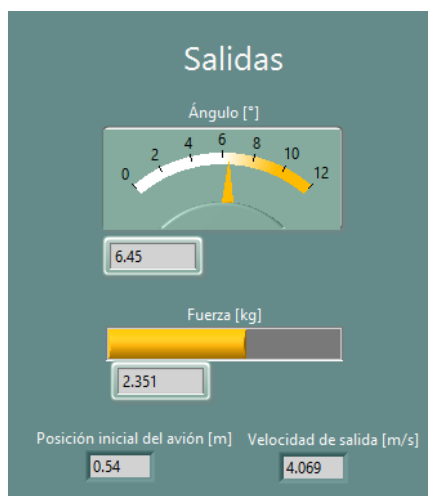 Salidas
Ángulo [°]
0 2 4 6 8 10 12
6.45
Fuerza [kg]
2.351
Posición inicial del avión [m] Velocidad de salida [m/s]
0.54 4.069